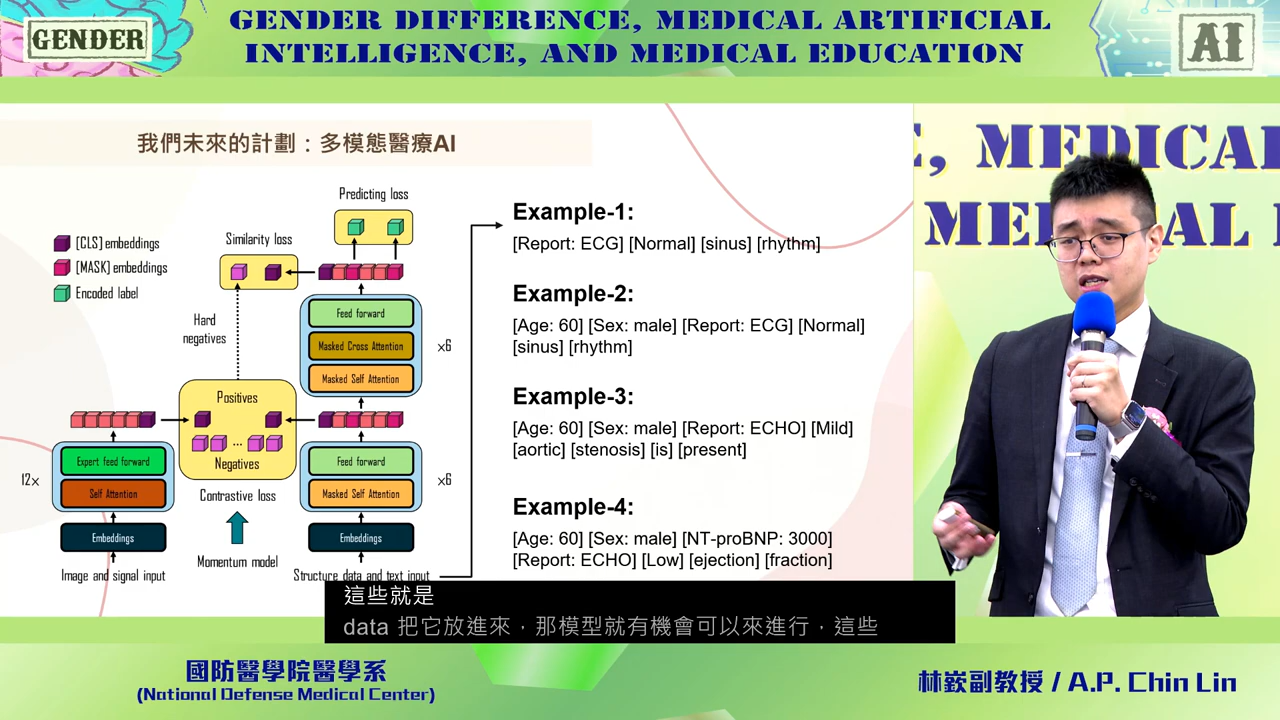 GENDER
GENDER DIFFERENCE, MEDICAL ARTIFICIAL
INTELLIGENCE, AND MEDICAL EDUCATION
AI
我們未來的計劃：多模態醫療AI
Predicting loss
[CLS] embeddings
[MASK] embeddings
Encoded label
Similarity loss
Hard
negatives
Feed forward
Masked Cross Attention
Masked Self Attention
x6
Positives
...
Negatives
Contrastive loss
Momentum model
12x
Expert feed forward
Self Attention
Embeddings
Image and signal input
Feed forward
Masked Self Attention
x6
Embeddings
Structure data and text input
Example-1:
[Report: ECG] [Normal] [sinus] [rhythm]
Example-2:
[Age: 60] [Sex: male] [Report: ECG] [Normal]
[sinus] [rhythm]
Example-3:
[Age: 60] [Sex: male] [Report: ECHO] [Mild]
[aortic] [stenosis] [is] [present]
Example-4:
[Age: 60] [Sex: male] [NT-proBNP: 3000]
[Report: ECHO] [Low] [ejection] [fraction]
, MEDICA
MEDI AL
這些就是
data 把它放進來，那模型就有機會可以來進行，這些
國防醫學院醫學系
(National Defense Medical Center)
林嶔副教授 / A.P. Chin Lin